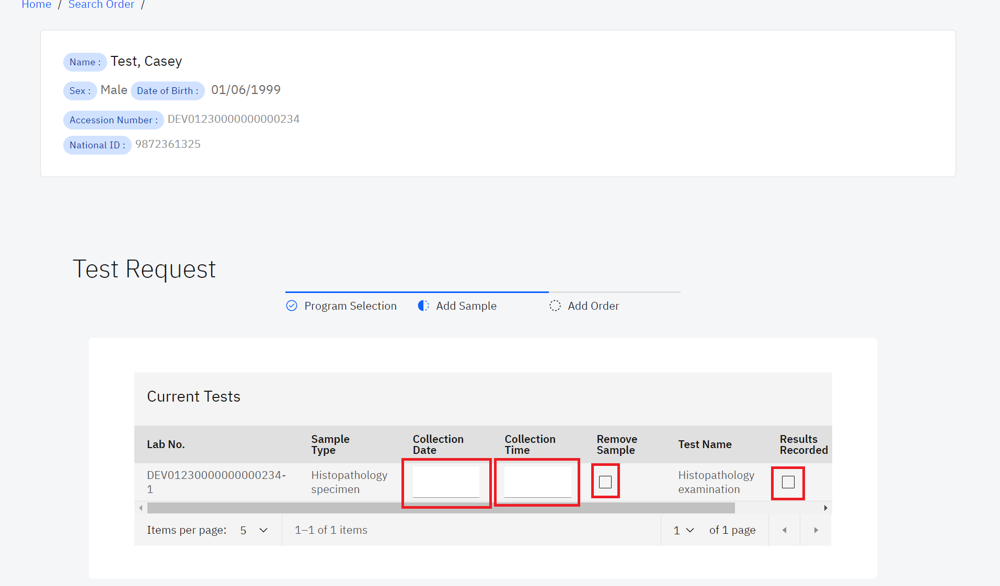 Home / Search Order /
Name : Test, Casey
Sex : Male Date of Birth : 01/06/1999
Accession Number : DEV01230000000000234
National ID : 9872361325
Test Request
Program Selection Add Sample Add Order
Current Tests
Lab No. Sample Type Collection Date Collection Time Remove Sample Test Name Results Recorded
DEV01230000000000234-1 Histopathology specimen Histopathology examination
Items per page: 5 1–1 of 1 items 1 of 1 page